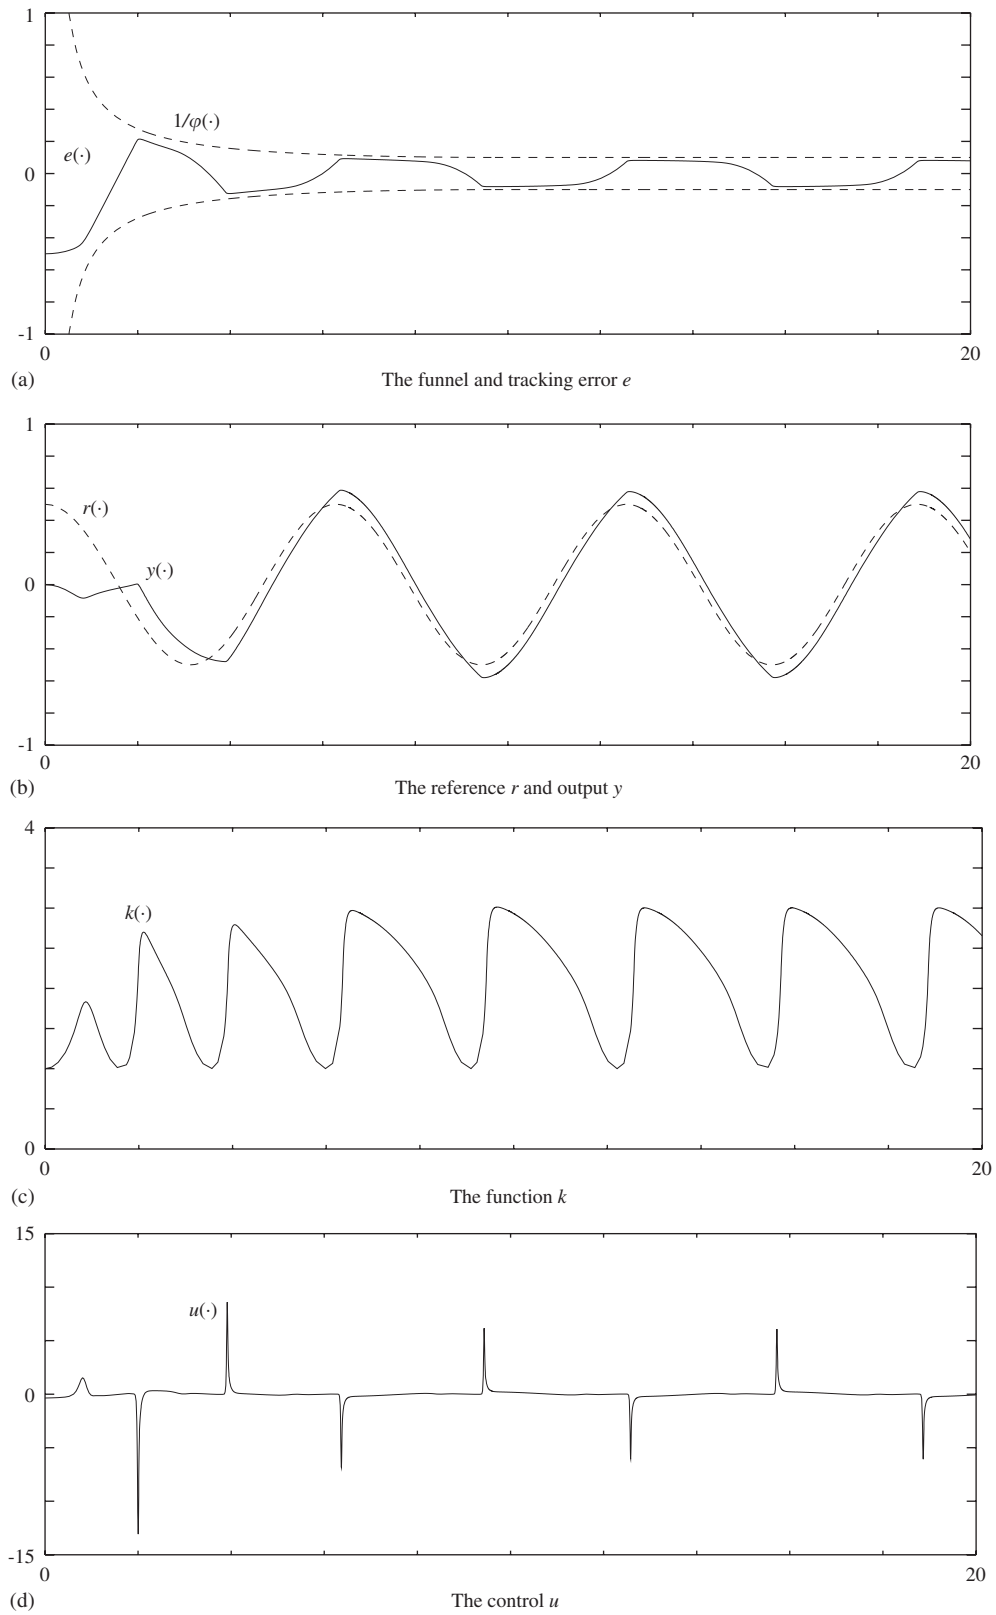 1
1/φ(·)
e(·)
0
-1
0
20
(a)
The funnel and tracking error e
1
r(·)
y(·)
0
-1
0
20
(b)
The reference r and output y
4
k(·)
0
0
20
(c)
The function k
15
u(·)
0
-15
0
20
(d)
The control u